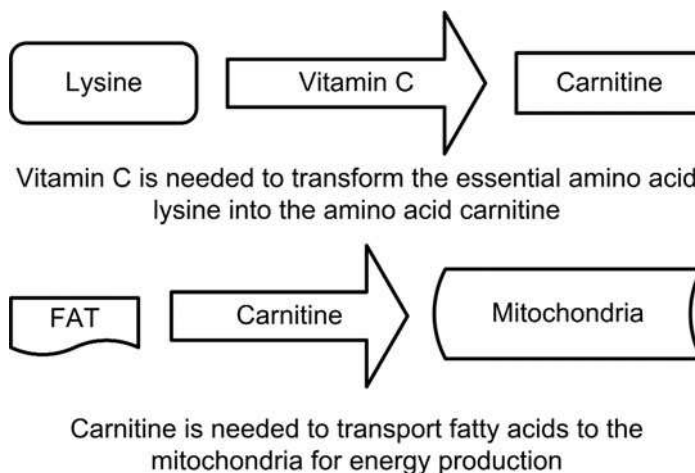 Lysine Vitamin C Carnitine
Vitamin C is needed to transform the essential amino acid
lysine into the amino acid carnitine
FAT Carnitine Mitochondria
Carnitine is needed to transport fatty acids to the
mitochondria for energy production